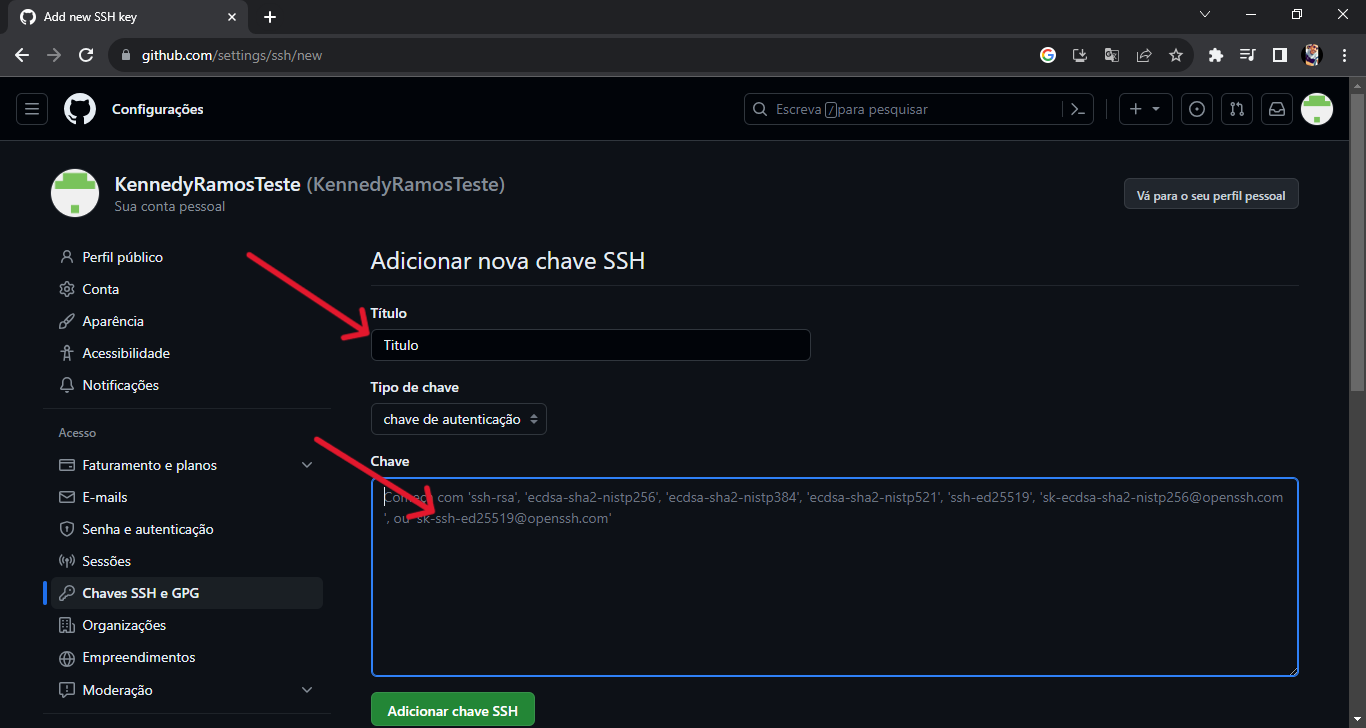 Add new SSH key
github.com/settings/ssh/new
Configurações
Escreva / para pesquisar
KennedyRamosTeste (KennedyRamosTeste)
Sua conta pessoal
Vá para o seu perfil pessoal
Perfil público
Conta
Aparência
Acessibilidade
Notificações
Acesso
Faturamento e planos
E-mails
Senha e autenticação
Sessões
Chaves SSH e GPG
Organizações
Empreendimentos
Moderação
Adicionar nova chave SSH
Título
Titulo
Tipo de chave
chave de autenticação
Chave
Começa com 'ssh-rsa', 'ecdsa-sha2-nistp256', 'ecdsa-sha2-nistp384', 'ecdsa-sha2-nistp521', 'ssh-ed25519', 'sk-ecdsa-sha2-nistp256@openssh.com
', ou 'sk-ssh-ed25519@openssh.com'
Adicionar chave SSH